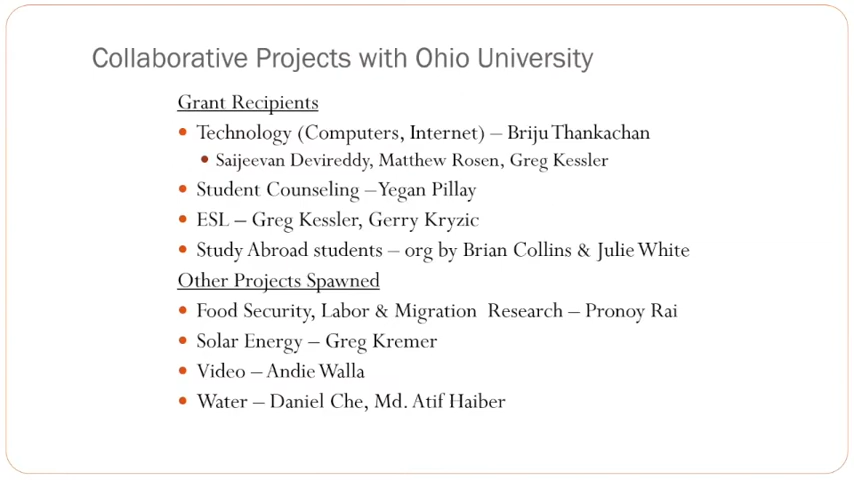 Collaborative Projects with Ohio University
Grant Recipients
Technology (Computers, Internet) – Briju Thankachan
Saijeevan Devireddy, Matthew Rosen, Greg Kessler
Student Counseling –Yegan Pillay
ESL – Greg Kessler, Gerry Kryzic
Study Abroad students – org by Brian Collins & Julie White
Other Projects Spawned
Food Security, Labor & Migration Research – Pronoy Rai
Solar Energy – Greg Kremer
Video – Andie Walla
Water – Daniel Che, Md. Atif Haiber